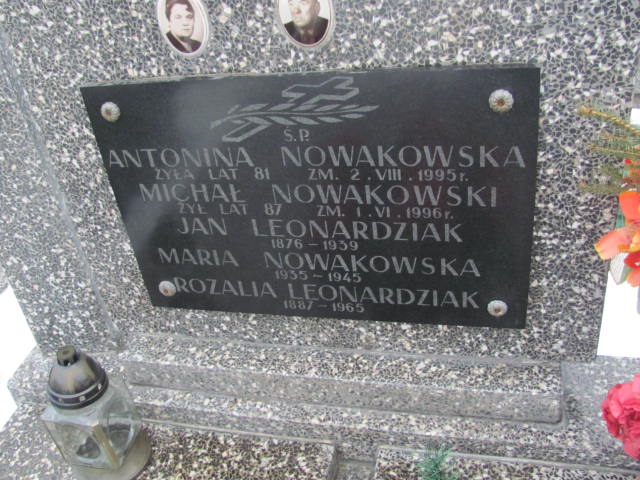 Ś.P.
ANTONINA NOWAKOWSKA
ŻYŁA LAT 81 ZM. 2.VIII.1995r.
MICHAŁ NOWAKOWSKI
ŻYŁ LAT 87 ZM. 1.VI.1996r.
JAN LEONARDZIAK
1876-1939
MARIA NOWAKOWSKA
1935-1945
ROZALIA LEONARDZIAK
1887-1965